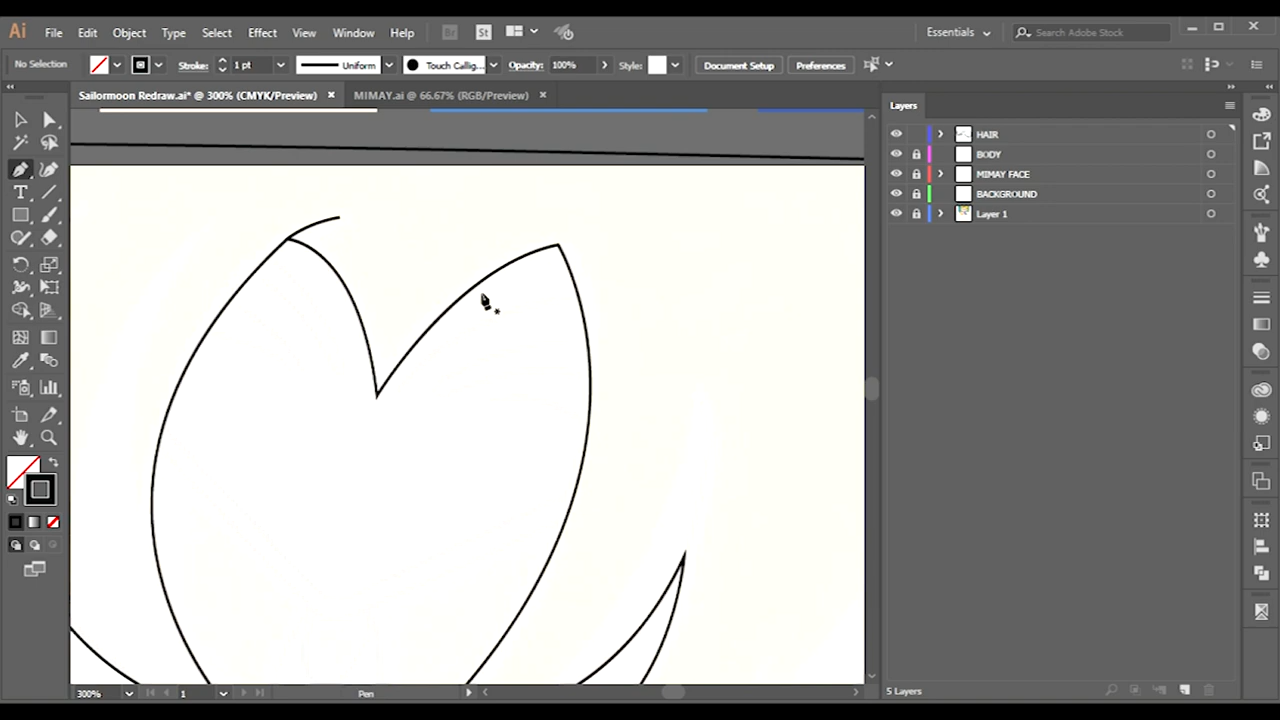 Ai File Edit Object Type Select Effect View Window Help Br St Essentials Search Adobe Stock
No Selection Stroke: 1 pt Uniform Touch Callig... Opacity: 100% Style: Document Setup Preferences
Sailormoon Redraw.ai* @ 300% (CMYK/Preview) MIMAY.ai @ 66.67% (RGB/Preview)
Layers
HAIR
BODY
MIMAY FACE
BACKGROUND
Layer 1
300% 1 Pen 5 Layers